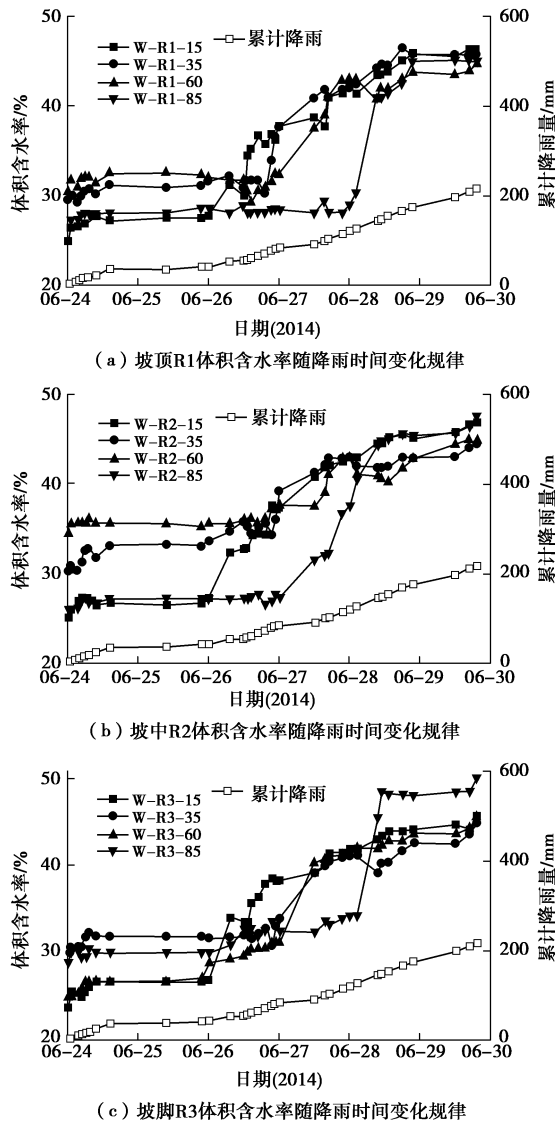 50
600
W-R1-15
W-R1-35
W-R1-60
W-R1-85
累计降雨
40
400
体积含水率/%
累计降雨量/mm
30
200
20
0
06-24 06-25 06-26 06-27 06-28 06-29 06-30
日期(2014)
（a）坡顶R1体积含水率随降雨时间变化规律
50
600
W-R2-15
W-R2-35
W-R2-60
W-R2-85
累计降雨
40
400
体积含水率/%
累计降雨量/mm
30
200
20
0
06-24 06-25 06-26 06-27 06-28 06-29 06-30
日期(2014)
（b）坡中R2体积含水率随降雨时间变化规律
50
600
W-R3-15
W-R3-35
W-R3-60
W-R3-85
累计降雨
40
400
体积含水率/%
累计降雨量/mm
30
200
20
0
06-24 06-25 06-26 06-27 06-28 06-29 06-30
日期(2014)
（c）坡脚R3体积含水率随降雨时间变化规律